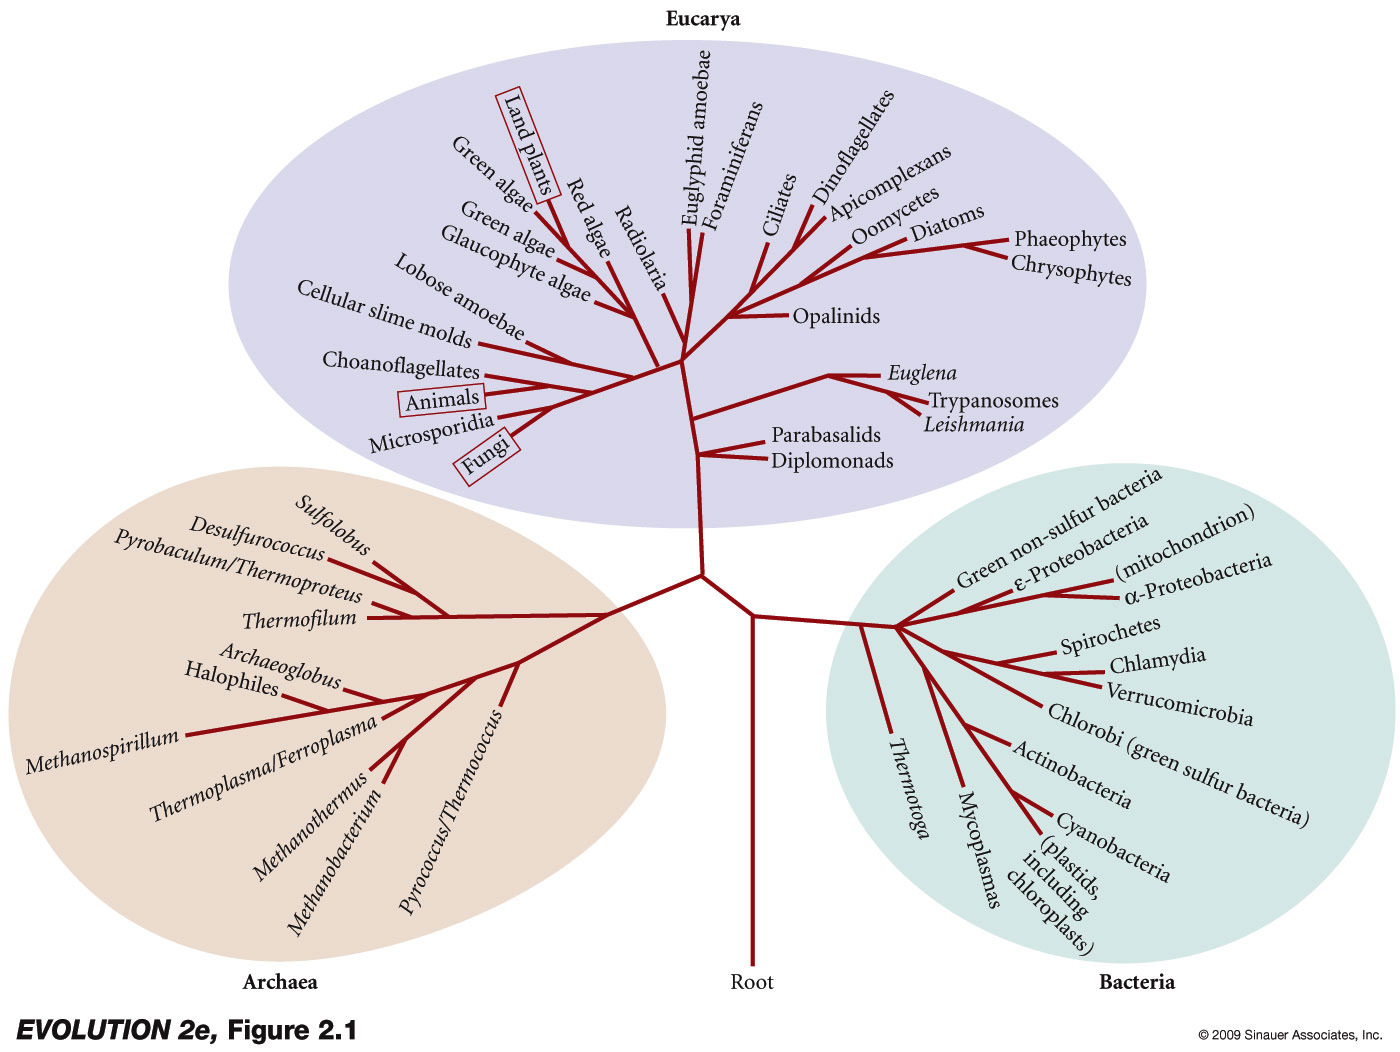 Eucarya
Land plants
Green algae
Red algae
Green algae
Glaucophyte algae
Radiolaria
Euglyphid amoebae
Foraminiferans
Ciliates
Dinoflagellates
Apicomplexans
Oomycetes
Diatoms
Phaeophytes
Chrysophytes
Opalinids
Lobose amoebae
Cellular slime molds
Choanoflagellates
Animals
Microsporidia
Fungi
Euglena
Trypanosomes
Leishmania
Parabasalids
Diplomonads
Sulfolobus
Desulfurococcus
Pyrobaculum/Thermoproteus
Thermofilum
Archaeoglobus
Halophiles
Methanospirillum
Thermoplasma/Ferroplasma
Methanothermus
Methanobacterium
Pyrococcus/Thermococcus
Green non-sulfur bacteria
ε-Proteobacteria
(mitochondrion)
α-Proteobacteria
Spirochetes
Chlamydia
Verrucomicrobia
Chlorobi (green sulfur bacteria)
Actinobacteria
Cyanobacteria
(plastids,
including
chloroplasts)
Mycoplasmas
Thermotoga
Archaea
Root
Bacteria
EVOLUTION 2e, Figure 2.1
© 2009 Sinauer Associates, Inc.